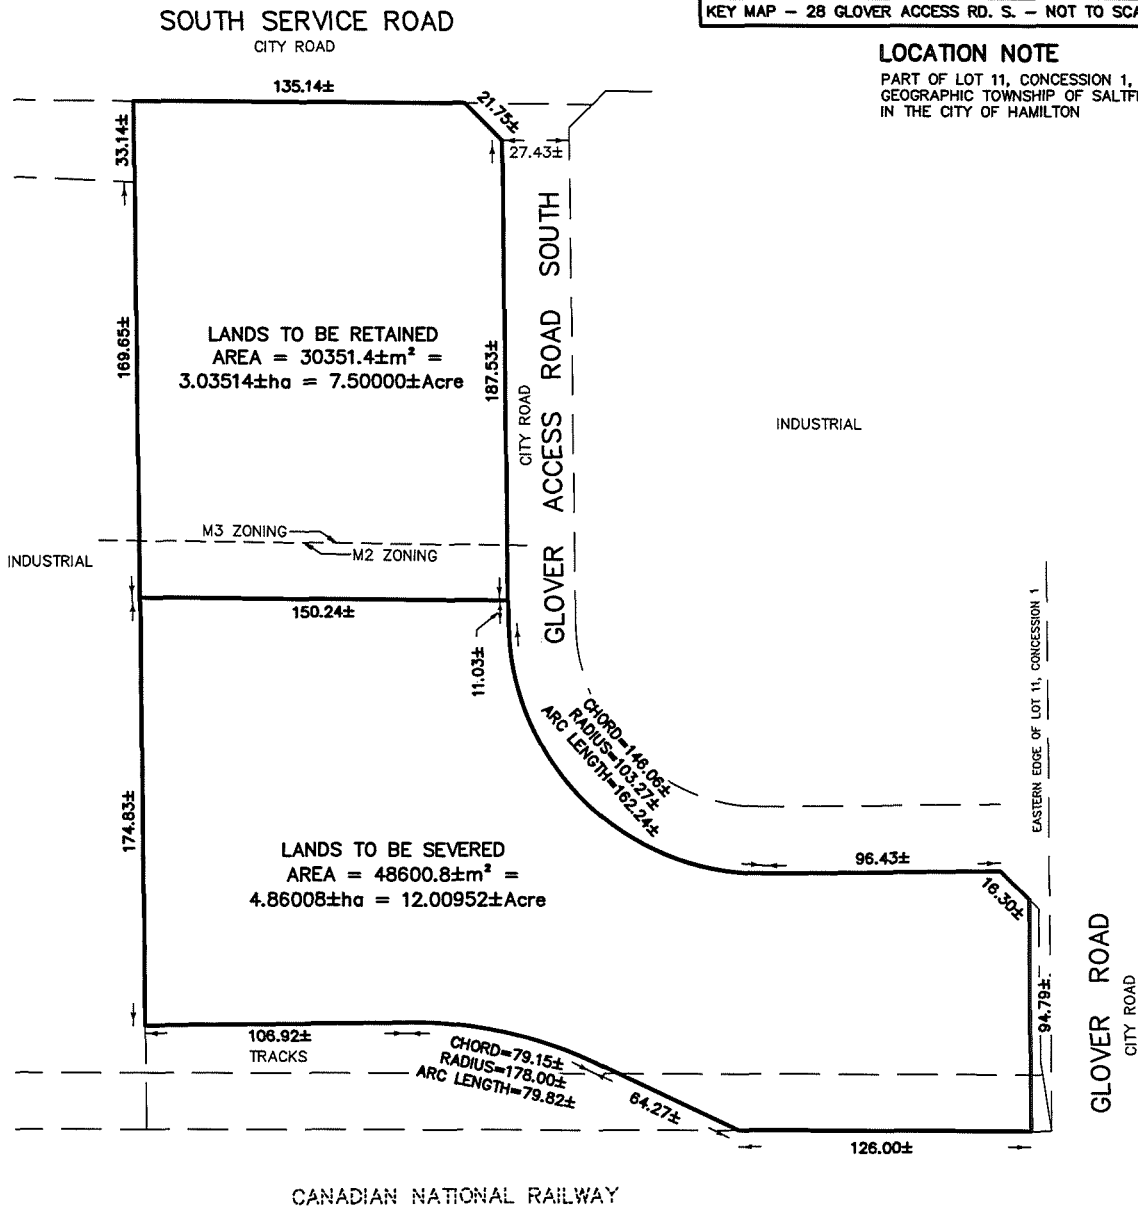 SOUTH SERVICE ROAD
CITY ROAD
KEY MAP – 28 GLOVER ACCESS RD. S. – NOT TO
LOCATION NOTE
PART OF LOT 11, CONCESSION 1,
GEOGRAPHIC TOWNSHIP OF
IN THE CITY OF HAMILTON
135.14±
21.75±
27.43±
33.14±
169.65±
187.53±
LANDS TO BE RETAINED
AREA = 30351.4±m² =
3.03514±ha = 7.50000±Acre
GLOVER ACCESS ROAD SOUTH
CITY ROAD
INDUSTRIAL
M3 ZONING
M2 ZONING
INDUSTRIAL
150.24±
11.03±
EASTERN EDGE OF LOT 11, CONCESSION 1
CHORD=146.06±
RADIUS=103.27±
ARC LENGTH=162.24±
174.83±
LANDS TO BE SEVERED
AREA = 48600.8±m² =
4.86008±ha = 12.00952±Acre
96.43±
16.30±
94.79±
GLOVER ROAD
CITY ROAD
106.92±
TRACKS
CHORD=79.15±
RADIUS=178.00±
ARC LENGTH=79.82±
64.27±
126.00±
CANADIAN NATIONAL RAILWAY